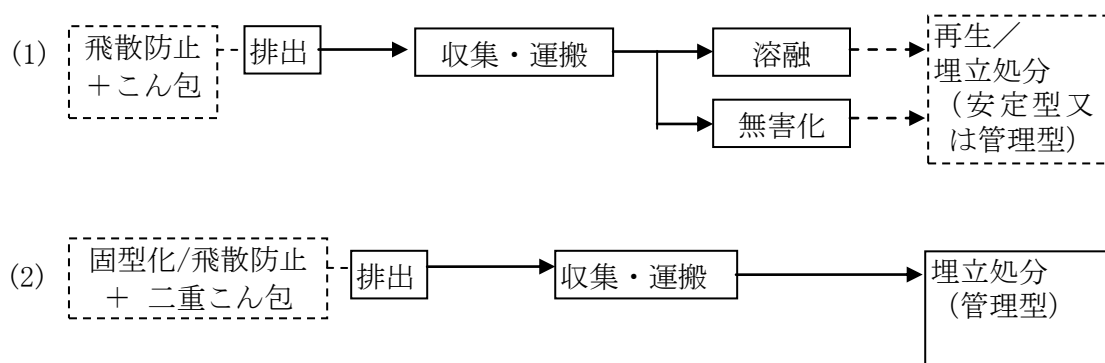 (1)
飛散防止
+こん包
排出
収集・運搬
溶融
無害化
再生/
埋立処分
(安定型又
は管理型)
(2)
固型化/飛散防止
+ 二重こん包
排出
収集・運搬
埋立処分
(管理型)